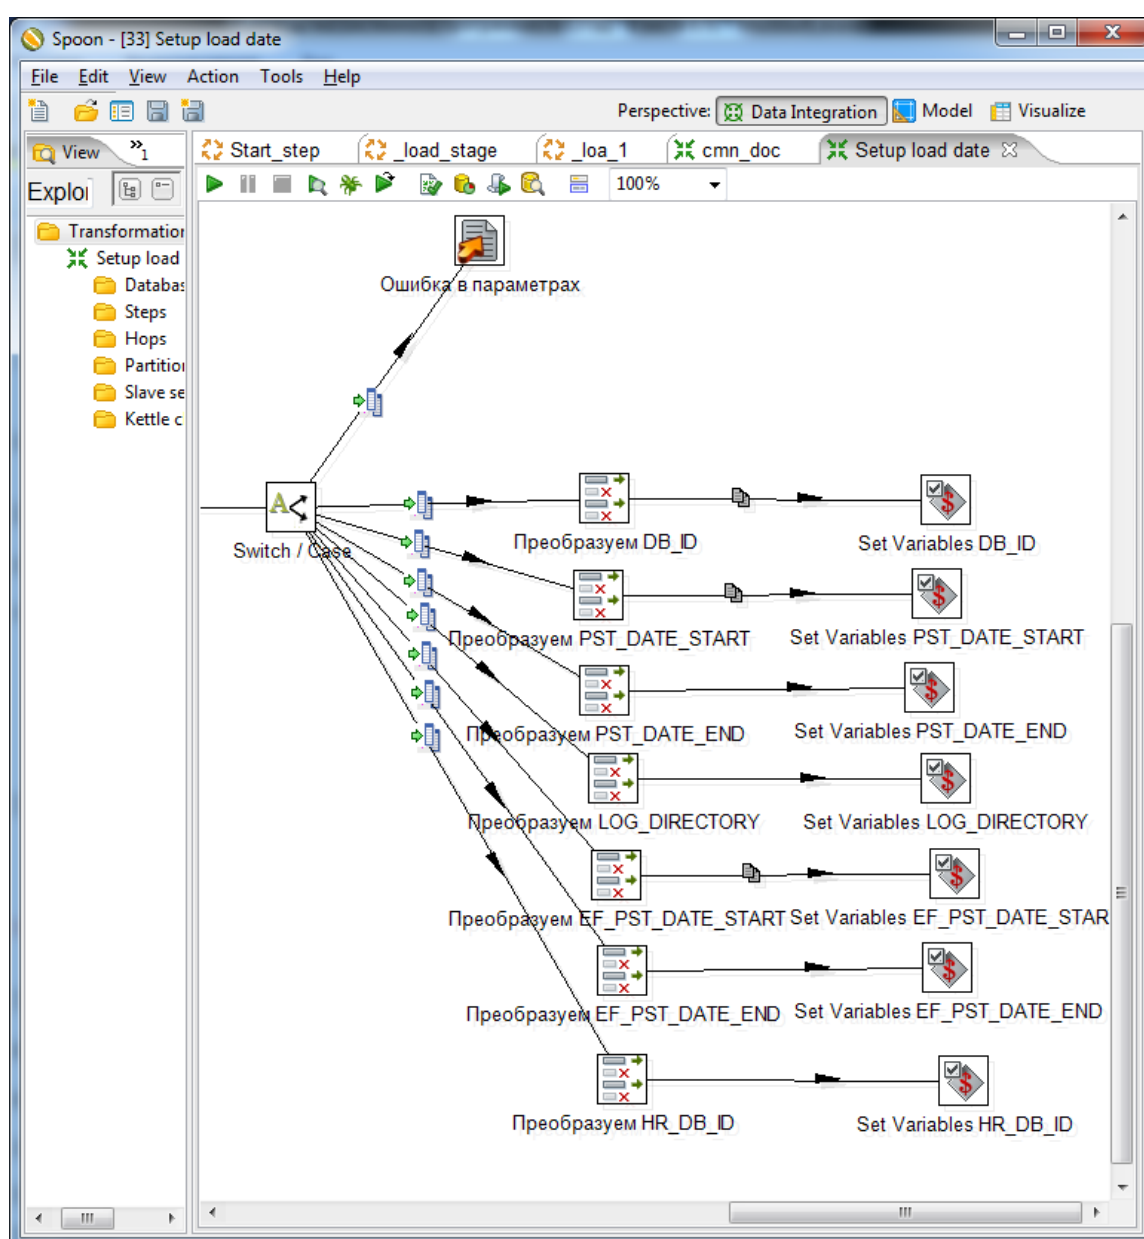 Spoon - [33] Setup load date
File Edit View Action Tools Help
Perspective: Data Integration Model Visualize
View »1 Start_step _load_stage _loa_1 cmn_doc Setup load date
Explor 100%
Transformation
Setup load
Databas
Steps
Hops
Partition
Slave se
Kettle c
Ошибка в параметрах
Switch / Case
Преобразуем DB_ID Set Variables DB_ID
Преобразуем PST_DATE_START Set Variables PST_DATE_START
Преобразуем PST_DATE_END Set Variables PST_DATE_END
Преобразуем LOG_DIRECTORY Set Variables LOG_DIRECTORY
Преобразуем EF_PST_DATE_START Set Variables EF_PST_DATE_STAR
Преобразуем EF_PST_DATE_END Set Variables EF_PST_DATE_END
Преобразуем HR_DB_ID Set Variables HR_DB_ID